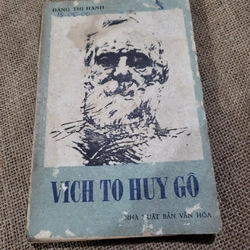 ĐẶNG THỊ HẠNH
VÍCH TO HUY GÔ
NHÀ XUẤT BẢN VĂN HÓA